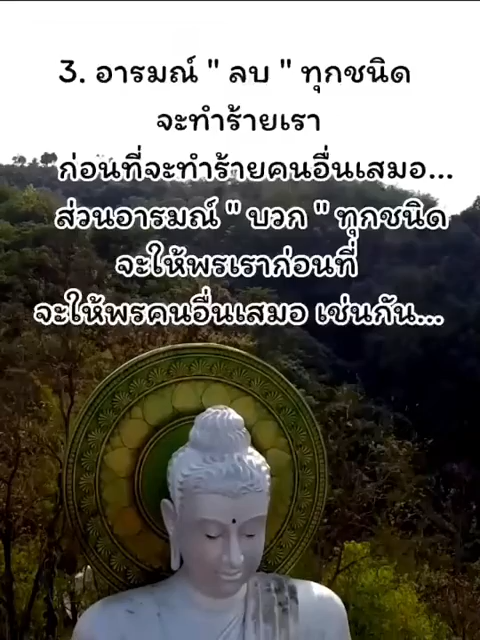 3. อารมณ์ " ลบ " ทุกชนิด
จะทำร้ายเรา
ก่อนที่จะทำร้ายคนอื่นเสมอ...
ส่วนอารมณ์ " บวก " ทุกชนิด
จะให้พรเราก่อนที่
จะให้พรคนอื่นเสมอ เช่นกัน...